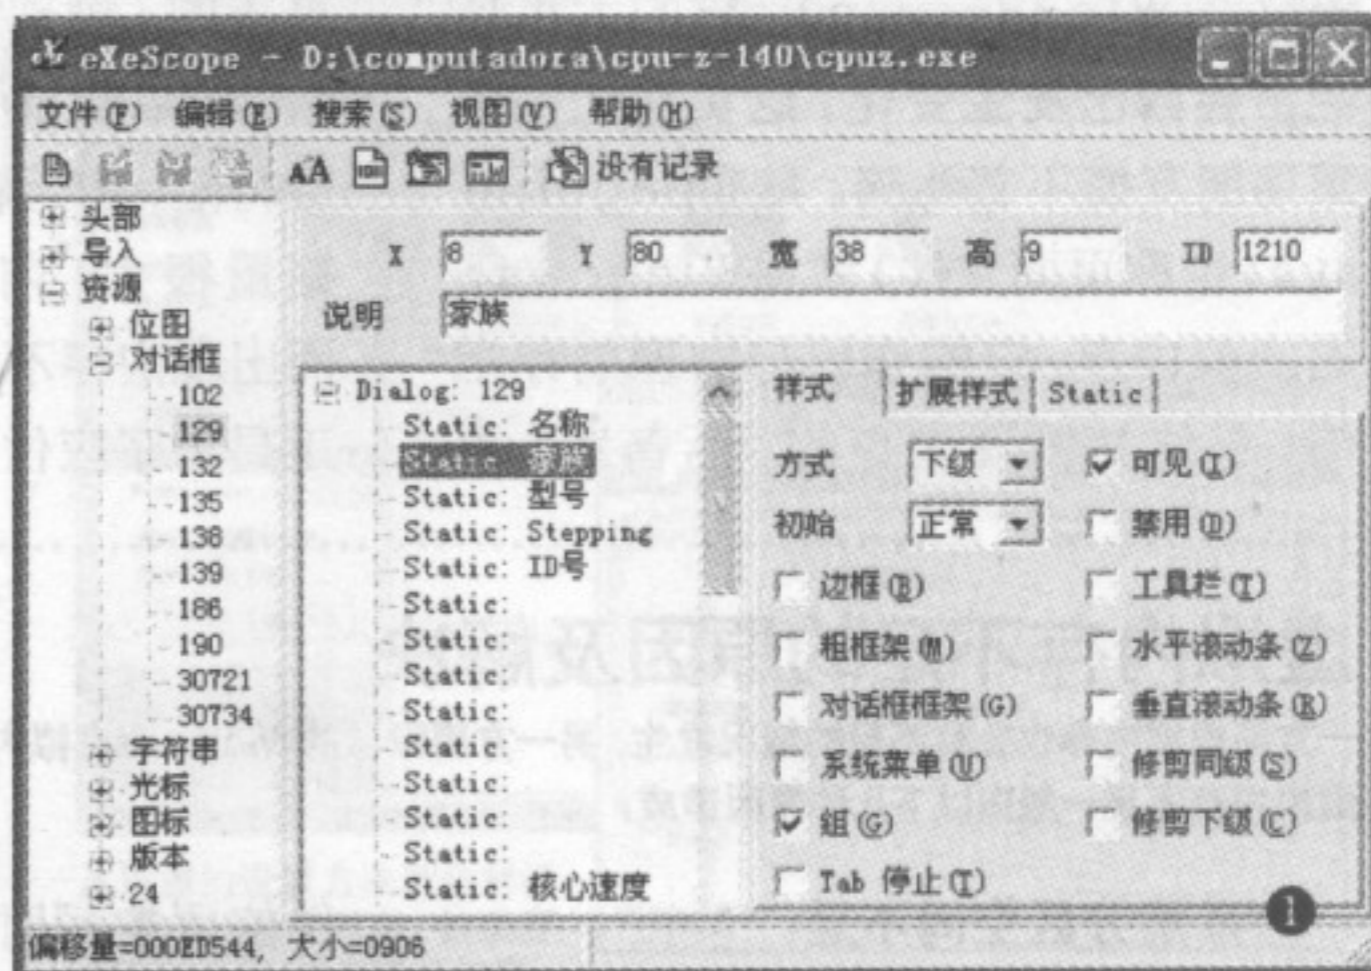 eXeScope - D:\computadora\cpu-z-140\cpuz.exe
文件(F) 编辑(E) 搜索(S) 视图(V) 帮助(H)
没有记录
头部
导入
资源
位图
对话框
102
129
132
135
138
139
186
190
30721
30734
字符串
光标
图标
版本
24
X 8 Y 80 宽 38 高 9 ID 1210
说明 家族
Dialog: 129
Static: 名称
Static: 家族
Static: 型号
Static: Stepping
Static: ID号
Static:
Static:
Static:
Static:
Static:
Static:
Static:
Static:
Static: 核心速度
样式 扩展样式 Static
方式 下级 可见(I)
初始 正常 禁用(D)
边框(B) 工具栏(T)
粗框架(M) 水平滚动条(Z)
对话框框架(G) 垂直滚动条(R)
系统菜单(U) 修剪同级(S)
组(G) 修剪下级(C)
Tab 停止(T)
1
偏移量=000ED544, 大小=0906